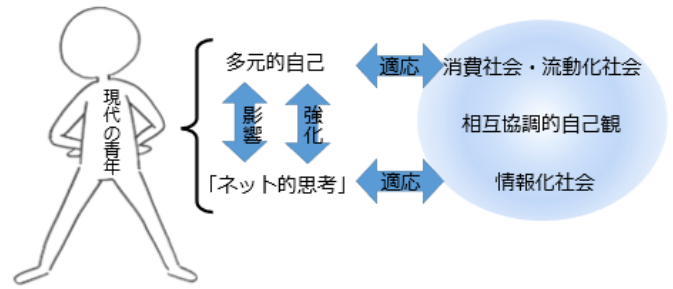 現代の青年
多元的自己
適応
消費社会・流動化社会
影響
強化
相互協調的自己観
「ネット的思考」
適応
情報化社会